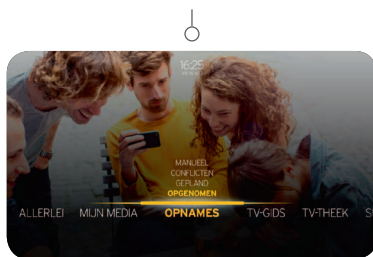 16:25
MANUEEL
CONFLICTEN
GEPLAND
OPGENOMEN
ALLERLEI MIJN MEDIA OPNAMES TV-GIDS TV-THEEK